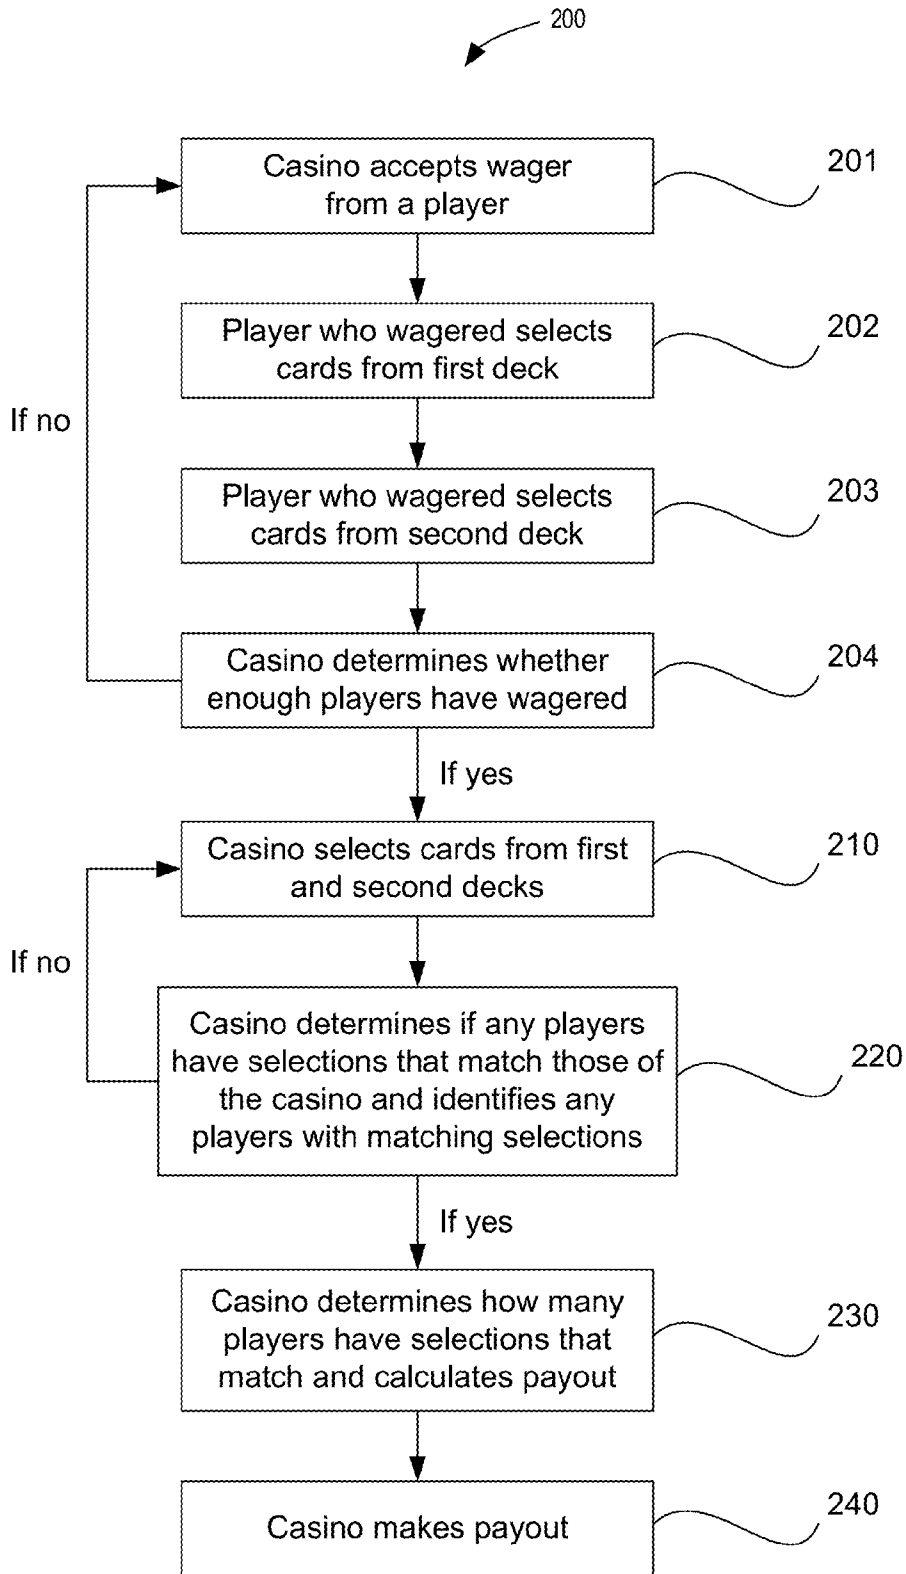 200
Casino accepts wager
from a player
201
Player who wagered selects
cards from first deck
202
If no
Player who wagered selects
cards from second deck
203
Casino determines whether
enough players have wagered
204
If yes
Casino selects cards from first
and second decks
210
If no
Casino determines if any players
have selections that match those of
the casino and identifies any
players with matching selections
220
If yes
Casino determines how many
players have selections that
match and calculates payout
230
Casino makes payout
240